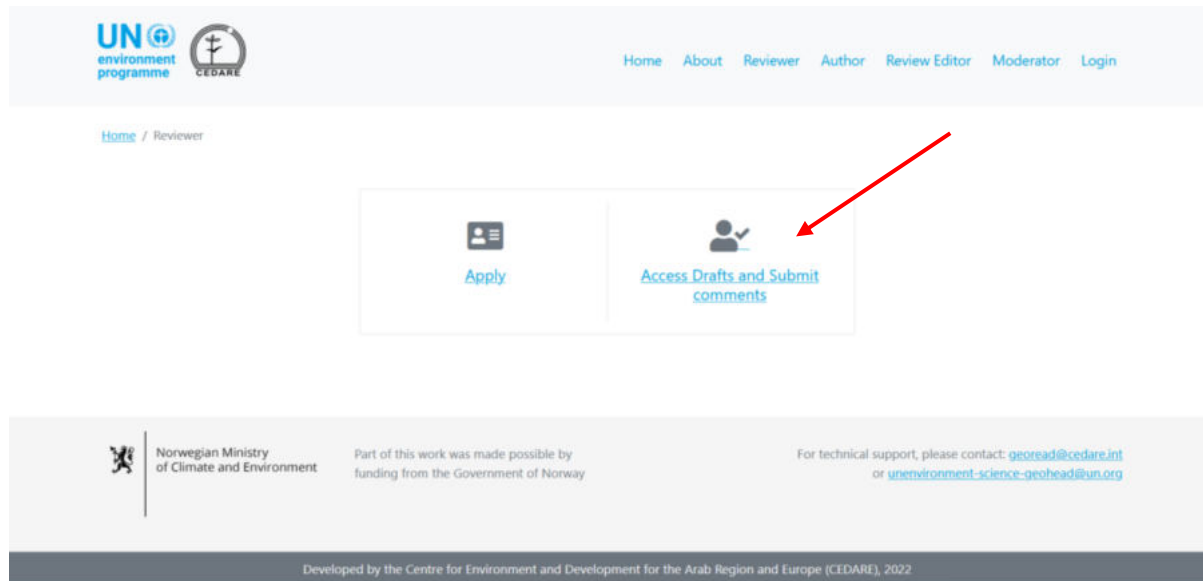 UN
environment
programme
CEDARE
Home About Reviewer Author Review Editor Moderator Login
Home / Reviewer
Apply
Access Drafts and Submit
comments
Norwegian Ministry
of Climate and Environment
Part of this work was made possible by
funding from the Government of Norway
For technical support, please contact: georead@cedare.int
or unenvironment-science-geohead@un.org
Developed by the Centre for Environment and Development for the Arab Region and Europe (CEDARE), 2022